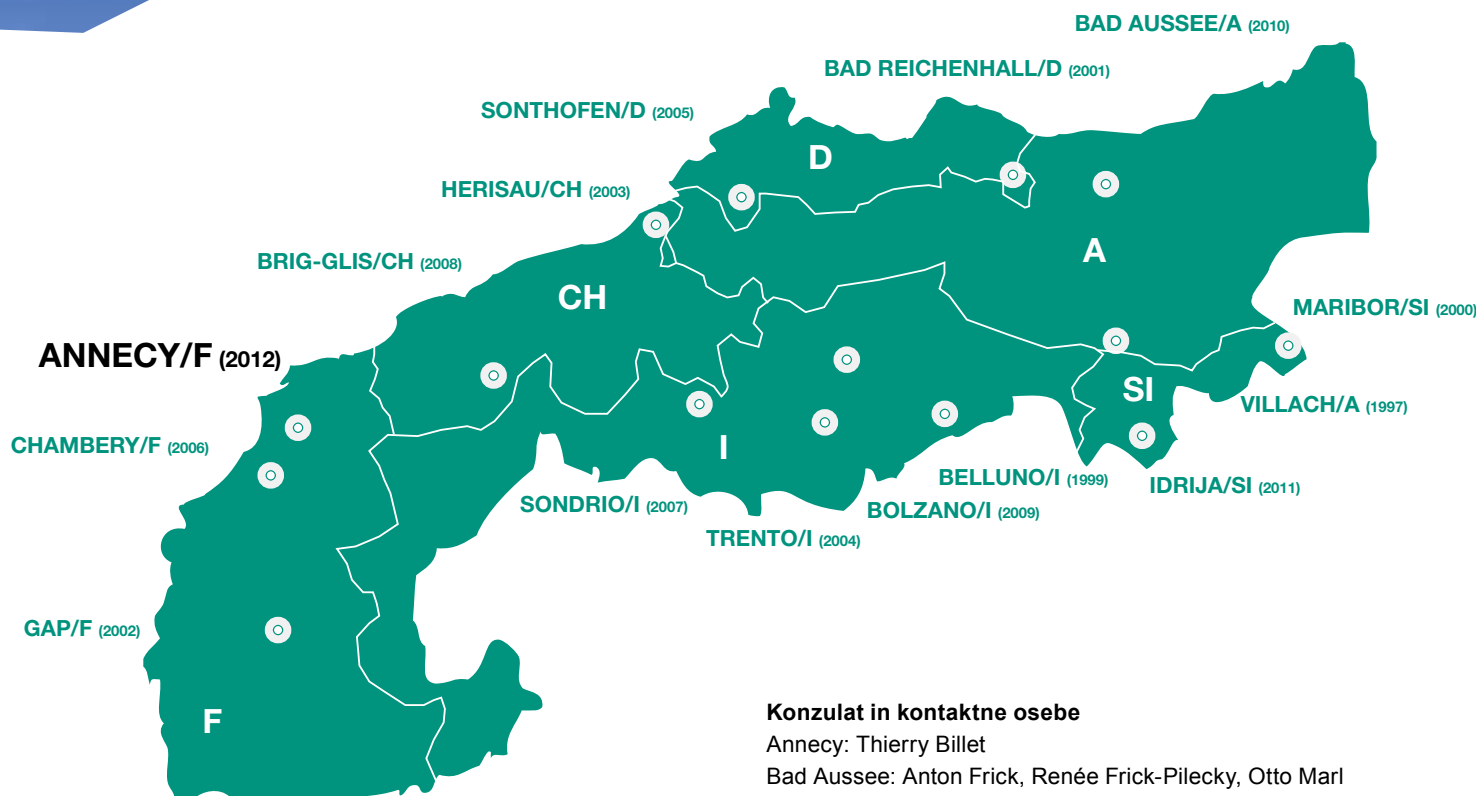 BAD AUSSEE/A (2010)
BAD REICHENHALL/D (2001)
SONTHOFEN/D (2005)
D
HERISAU/CH (2003)
A
BRIG-GLIS/CH (2008)
CH
MARIBOR/SI (2000)
ANNECY/F (2012)
SI
VILLACH/A (1997)
CHAMBERY/F (2006)
I
BELLUNO/I (1999)
IDRIJA/SI (2011)
SONDRIO/I (2007)
BOLZANO/I (2009)
TRENTO/I (2004)
GAP/F (2002)
F
Konzulat in kontaktne osebe
Annecy: Thierry Billet
Bad Aussee: Anton Frick, Renée Frick-Pilecky, Otto Marl